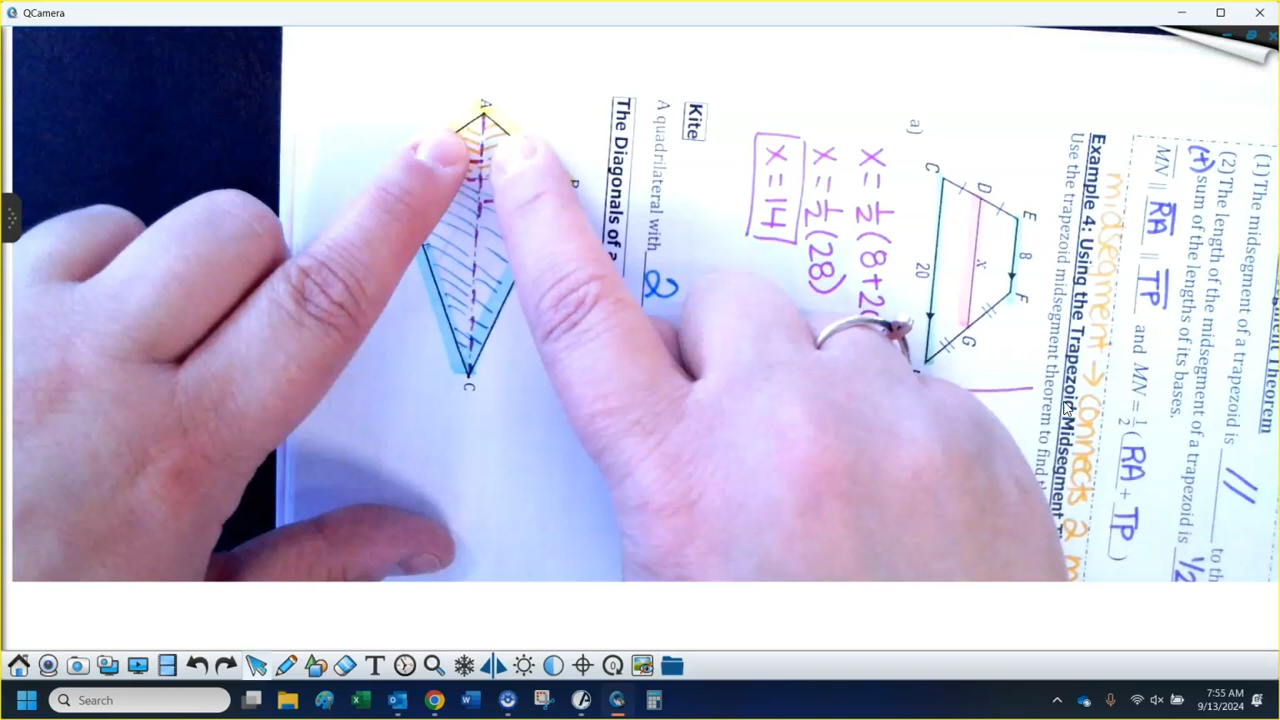 QCamera
Theorem
(1) The midsegment of a trapezoid is // to th
(2) The length of the midsegment of a trapezoid is 1/2
(+) sum of the lengths of its bases.
MN || RA || TP and MN = 1/2 ( RA + TP )
midsegment → connects 2 m
Example 4: Using the Trapezoid Midsegment T
Use the trapezoid midsegment theorem to find th
a)
E
8
F
D
x
G
C
20
x = 1/2 (8+20
x = 1/2 (28)
x = 14
Kite
A quadrilateral with 2
The Diagonals of a
A
C
Search
7:55 AM
9/13/2024